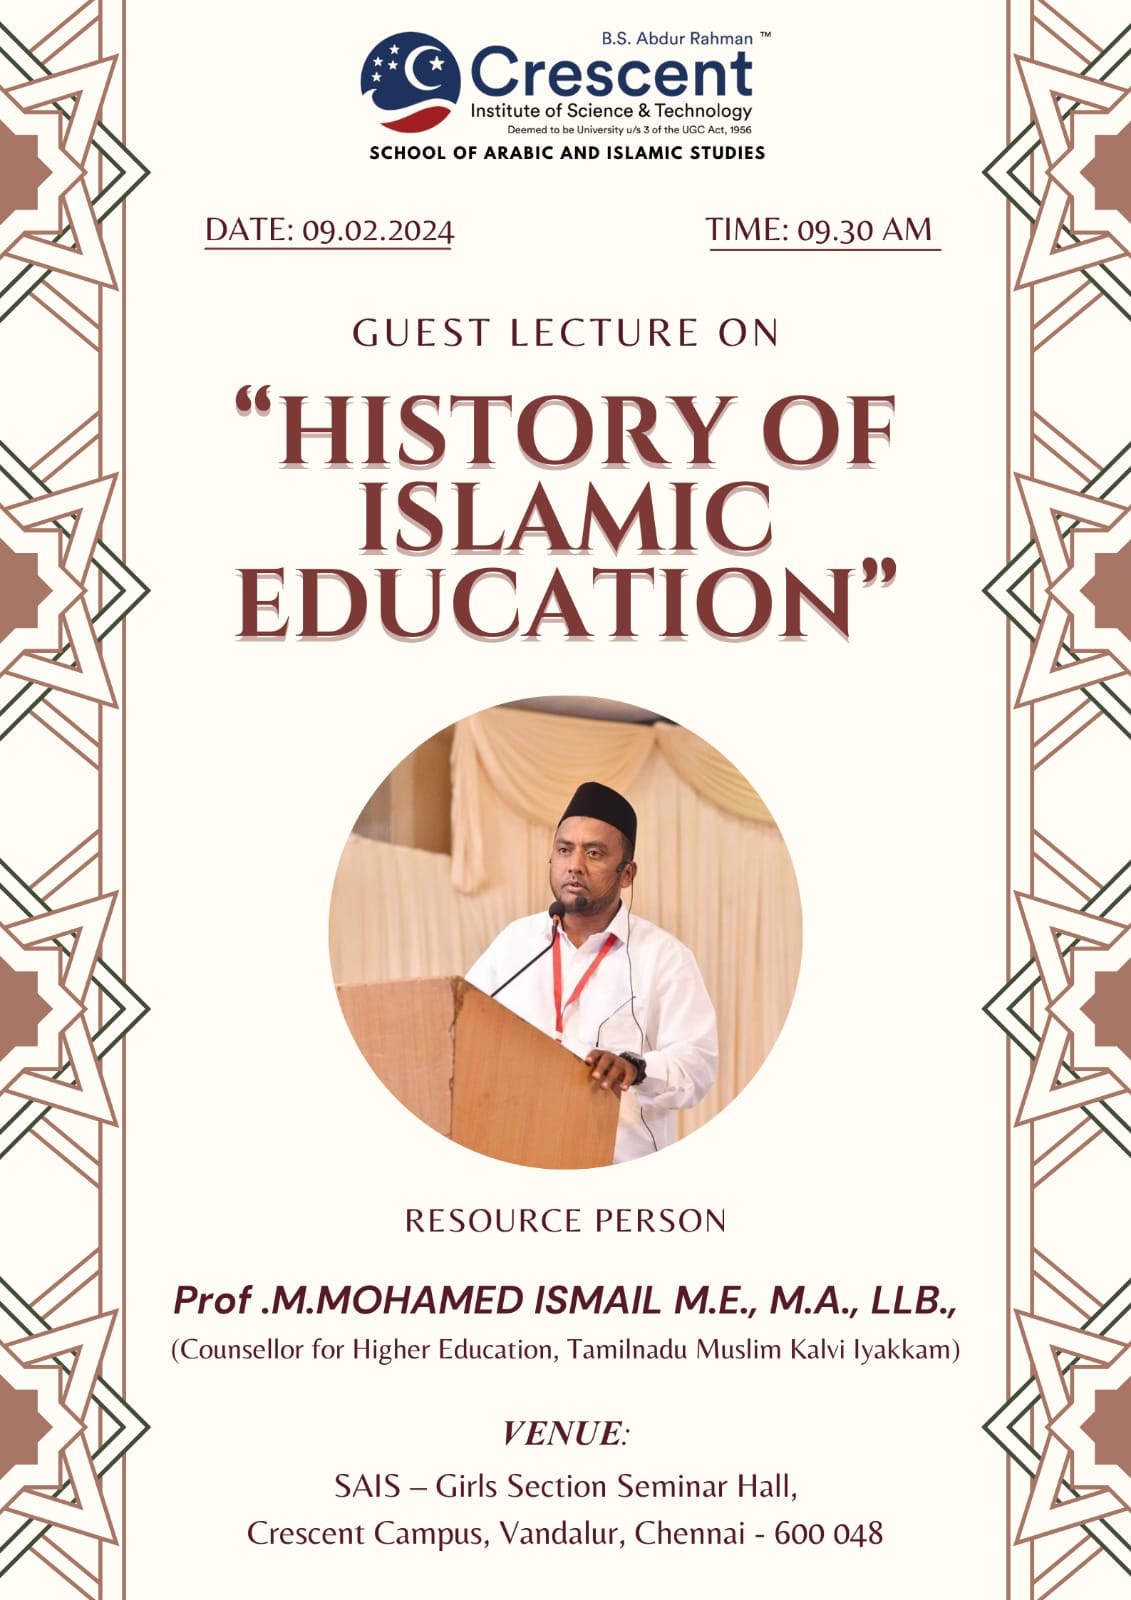 B.S. Abdur Rahman ™
Crescent
Institute of Science & Technology
Deemed to be University u/s 3 of the UGC Act, 1956
SCHOOL OF ARABIC AND ISLAMIC STUDIES
DATE: 09.02.2024
TIME: 09.30 AM
GUEST LECTURE ON
“HISTORY OF
ISLAMIC
EDUCATION”
RESOURCE PERSON
Prof .M.MOHAMED ISMAIL M.E., M.A., LLB.,
(Counsellor for Higher Education, Tamilnadu Muslim Kalvi Iyakkam)
VENUE:
SAIS – Girls Section Seminar Hall,
Crescent Campus, Vandalur, Chennai - 600 048